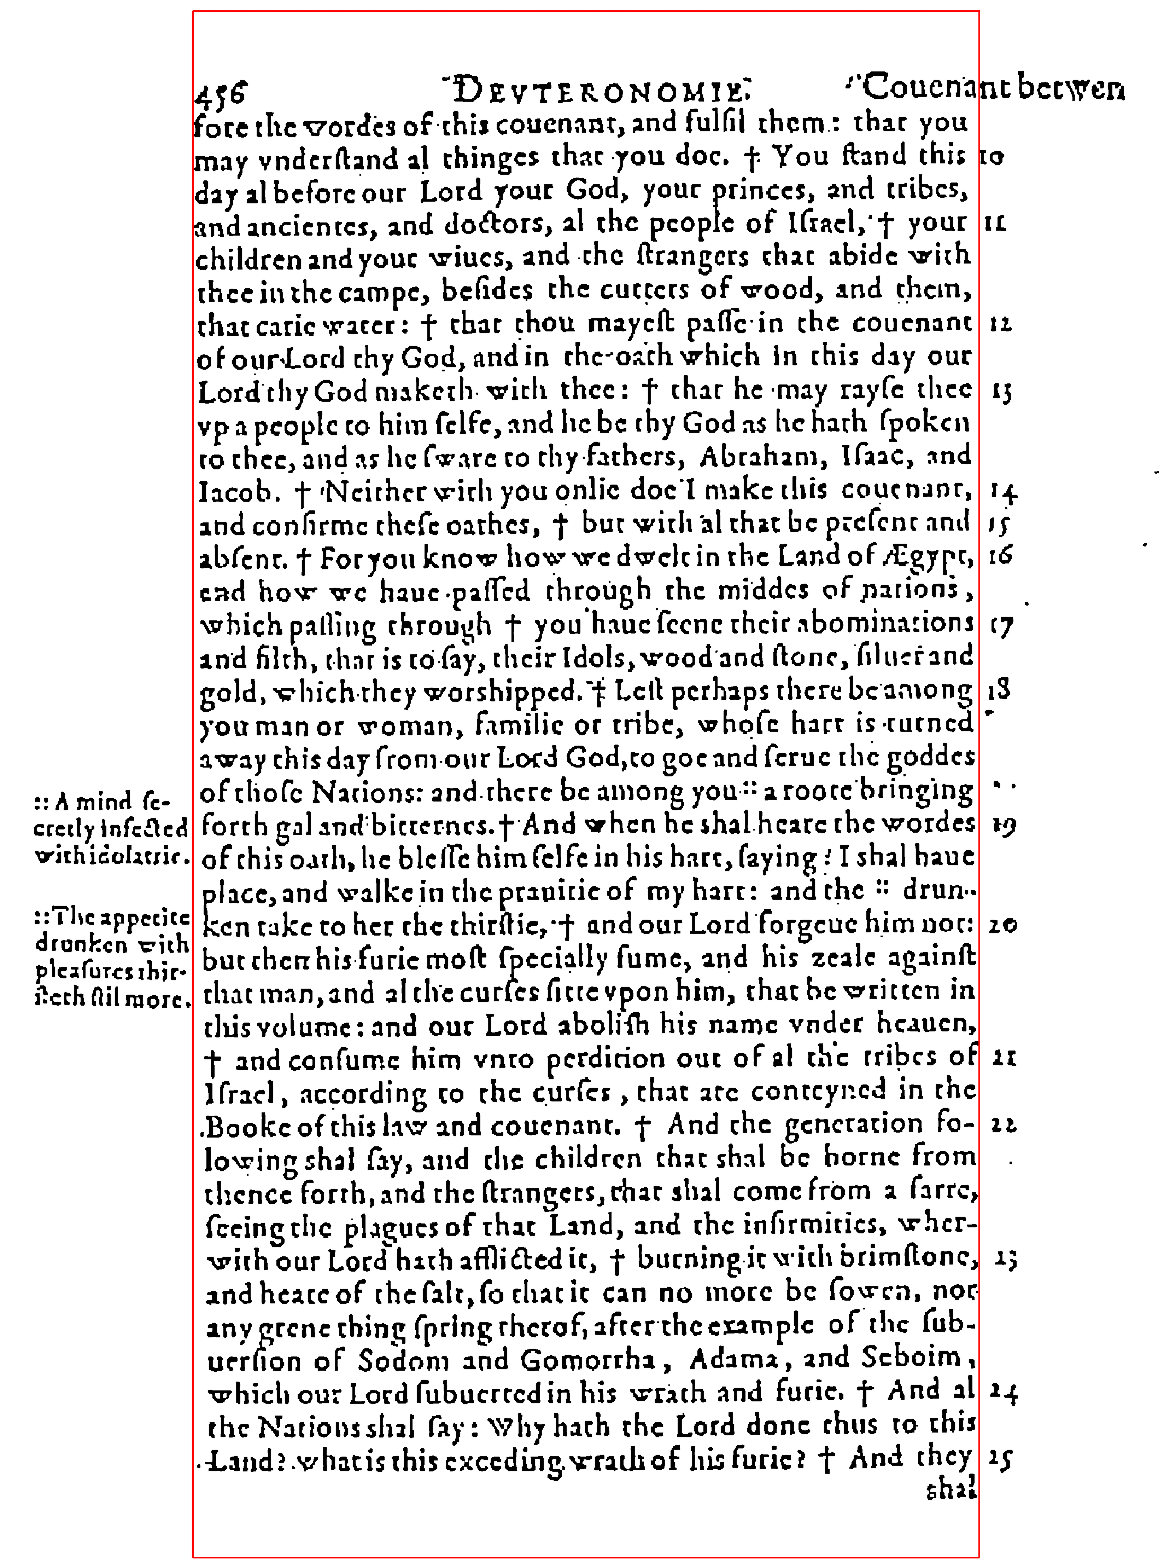 456 DEVTERONOMIE. Couenant betwen
fore the wordes of this couenant, and fulfil them: that you
may vnderſtand al thinges that you doe. † You ſtand this 10
day al before our Lord your God, your princes, and tribes,
and ancientes, and doctors, al the people of Iſrael, † your 11
children and your wiues, and the ſtrangers that abide with
thee in the campe, beſides the cutters of wood, and them,
that carie water: † that thou mayeſt paſſe in the couenant 12
of our Lord thy God, and in the oath which in this day our
Lord thy God maketh with thee: † that he may rayſe thee 13
vp a people to him ſelfe, and he be thy God as he hath ſpoken
to thee, and as he ſware to thy fathers, Abraham, Iſaac, and
Iacob. † Neither with you onlie doe I make this couenant, 14
and confirme theſe oathes, † but with al that be preſent and 15
abſent. † For you know how we dwelt in the Land of Ægypt, 16
and how we haue paſſed through the middes of nations,
which paſſing through † you haue ſeene their abominations 17
and filth, that is to ſay, their Idols, wood and ſtone, ſiluer and
gold, which they worshipped. † Leſt perhaps there be among 18
you man or woman, familie or tribe, whoſe hart is turned
away this day from our Lord God, to goe and ſerue the goddes
of thoſe Nations: and there be among you :: a roote bringing
forth gal and bitternes. † And when he shal heare the wordes 19
of this oath, he bleſſe him ſelfe in his hart, ſaying: I shal haue
place, and walke in the prauitie of my hart: and the :: drun-
ken take to her the thirſtie, † and our Lord forgeue him not: 20
but then his furie moſt ſpecially fume, and his zeale againſt
that man, and al the curſes ſitte vpon him, that be written in
this volume: and our Lord aboliſh his name vnder heauen,
† and conſume him vnto perdition out of al the tribes of 21
Iſrael, according to the curſes, that are conteyned in the
Booke of this law and couenant. † And the generation fo- 22
lowing shal ſay, and the children that shal be borne from
thence forth, and the ſtrangers, that shal come from a farre,
ſeeing the plagues of that Land, and the infirmities, wher-
with our Lord hath afflicted it, † burning it with brimſtone, 23
and heate of the ſalt, ſo that it can no more be ſowen, nor
any grene thing ſpring therof, after the example of the ſub-
uerſion of Sodom and Gomorrha, Adama, and Seboim,
which our Lord ſubuerted in his wrath and furie. † And al 24
the Nations shal ſay: Why hath the Lord done thus to this
Land? what is this exceding wrath of his furie? † And they 25
shal
:: A mind ſe-
cretly infected
with idolatrie.
:: The appetite
drunken with
pleaſures thir-
ſteth ſtil more.